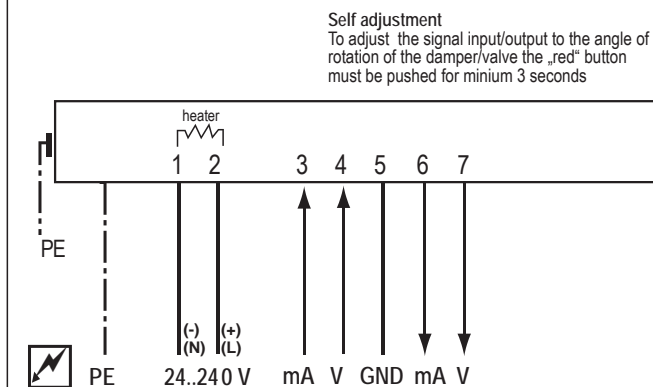 Self adjustment
To adjust the signal input/output to the angle of
rotation of the damper/valve the „red“ button
must be pushed for minium 3 seconds
heater
1 2 3 4 5 6 7
PE
(-) (+)
(N) (L)
PE 24..240 V mA V GND mA V